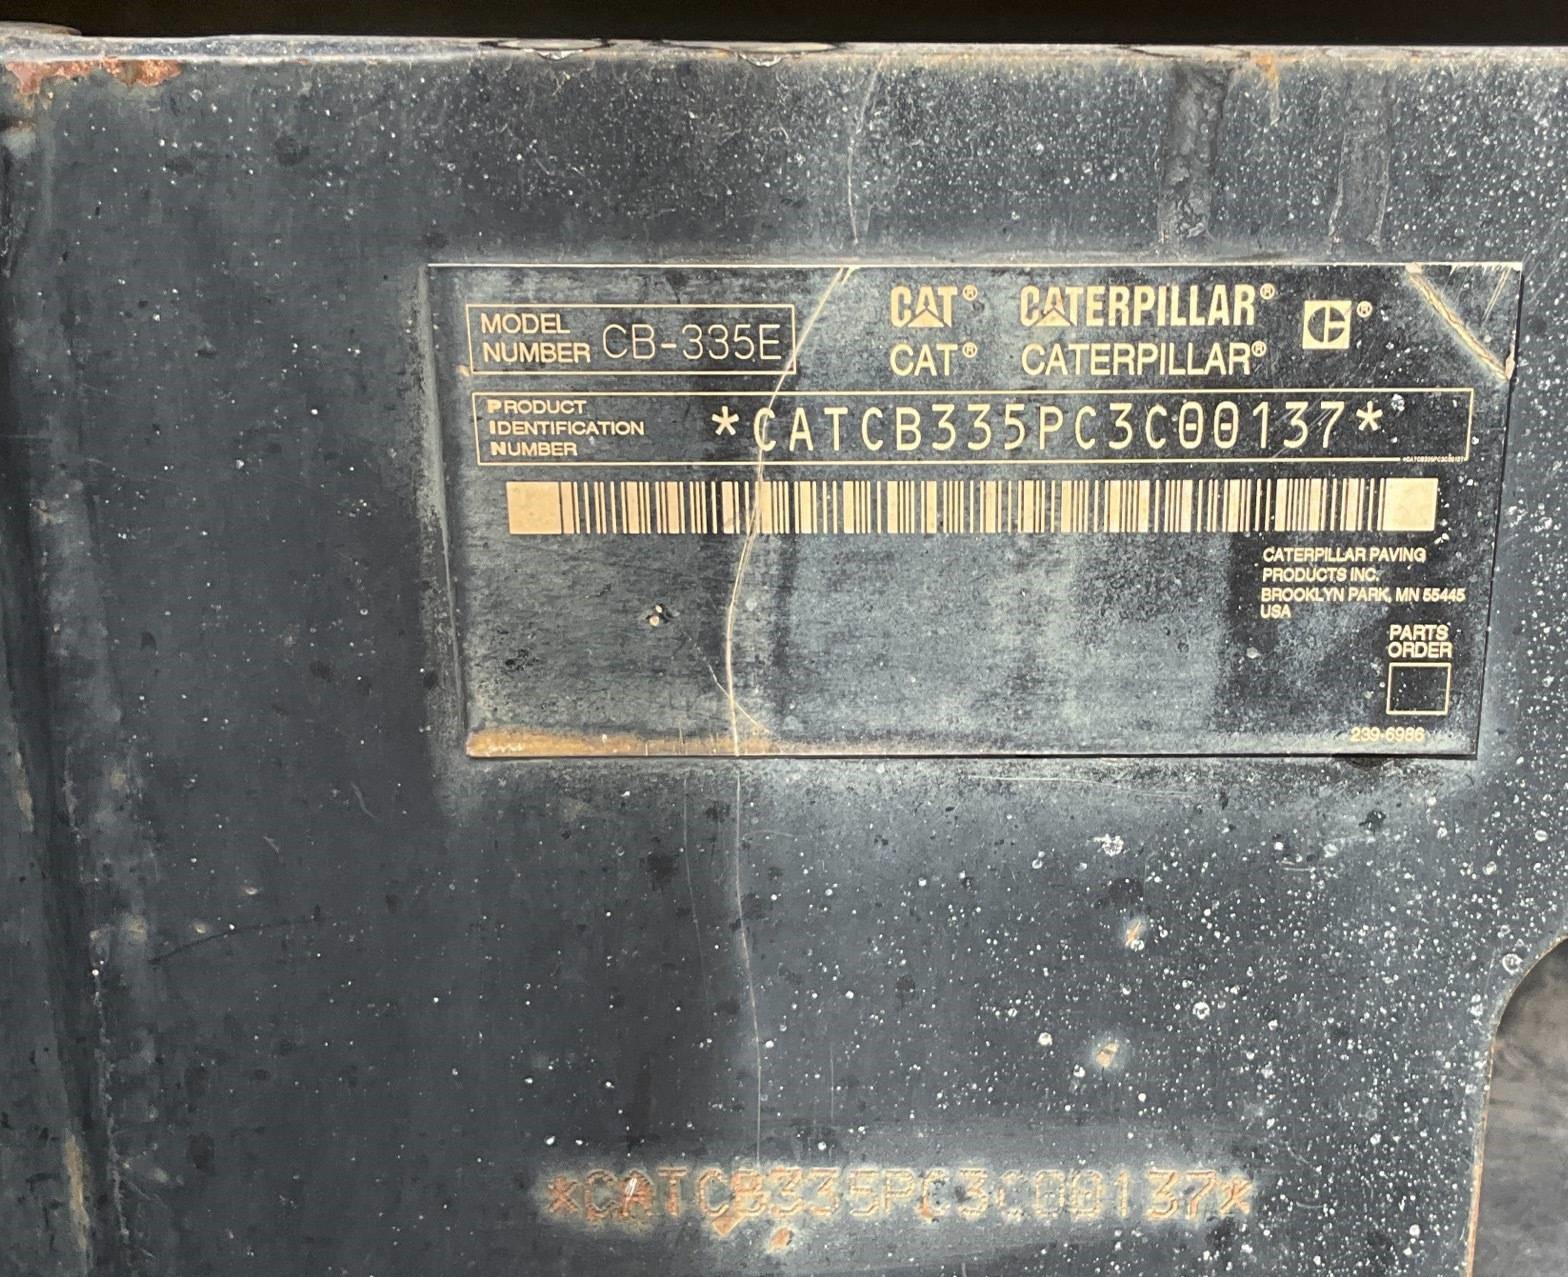 MODEL NUMBER CB-335E
CAT® CATERPILLAR® C®
CAT® CATERPILLAR®
PRODUCT IDENTIFICATION NUMBER *CATCB335PC3C00137*
CATERPILLAR PAVING
PRODUCTS INC.
BROOKLYN PARK, MN 55445
USA
PARTS
ORDER
239-6986
*CATCB335PC3C00137*